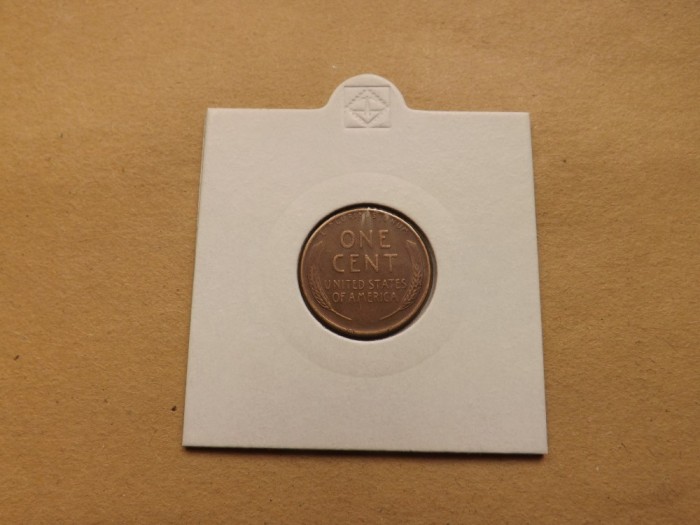 ONE
CENT
UNITED STATES
OF AMERICA